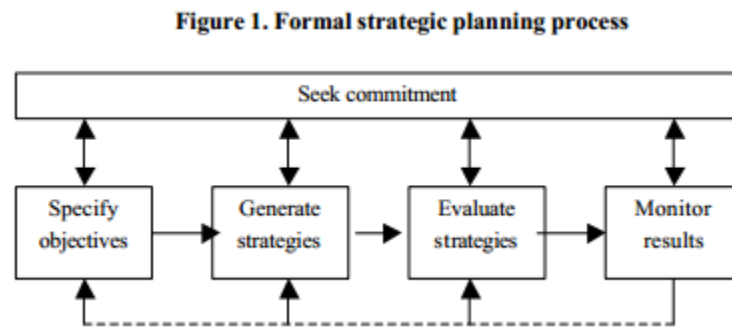 Figure 1. Formal strategic planning process
Seek commitment
Specify
objectives
Generate
strategies
Evaluate
strategies
Monitor
results